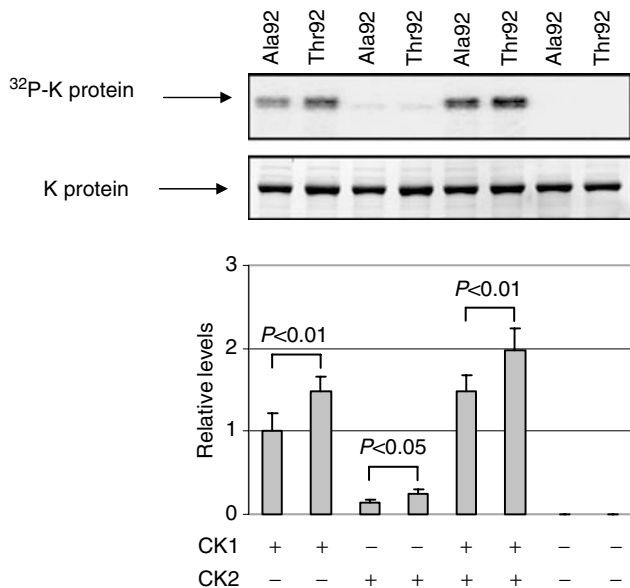 Ala92 Thr92 Ala92 Thr92 Ala92 Thr92 Ala92 Thr92
³²P-K protein
K protein
3
P<0.01
P<0.01
2
P<0.05
1
0
Relative levels
CK1 + + – – + + – –
CK2 – – + + + + – –